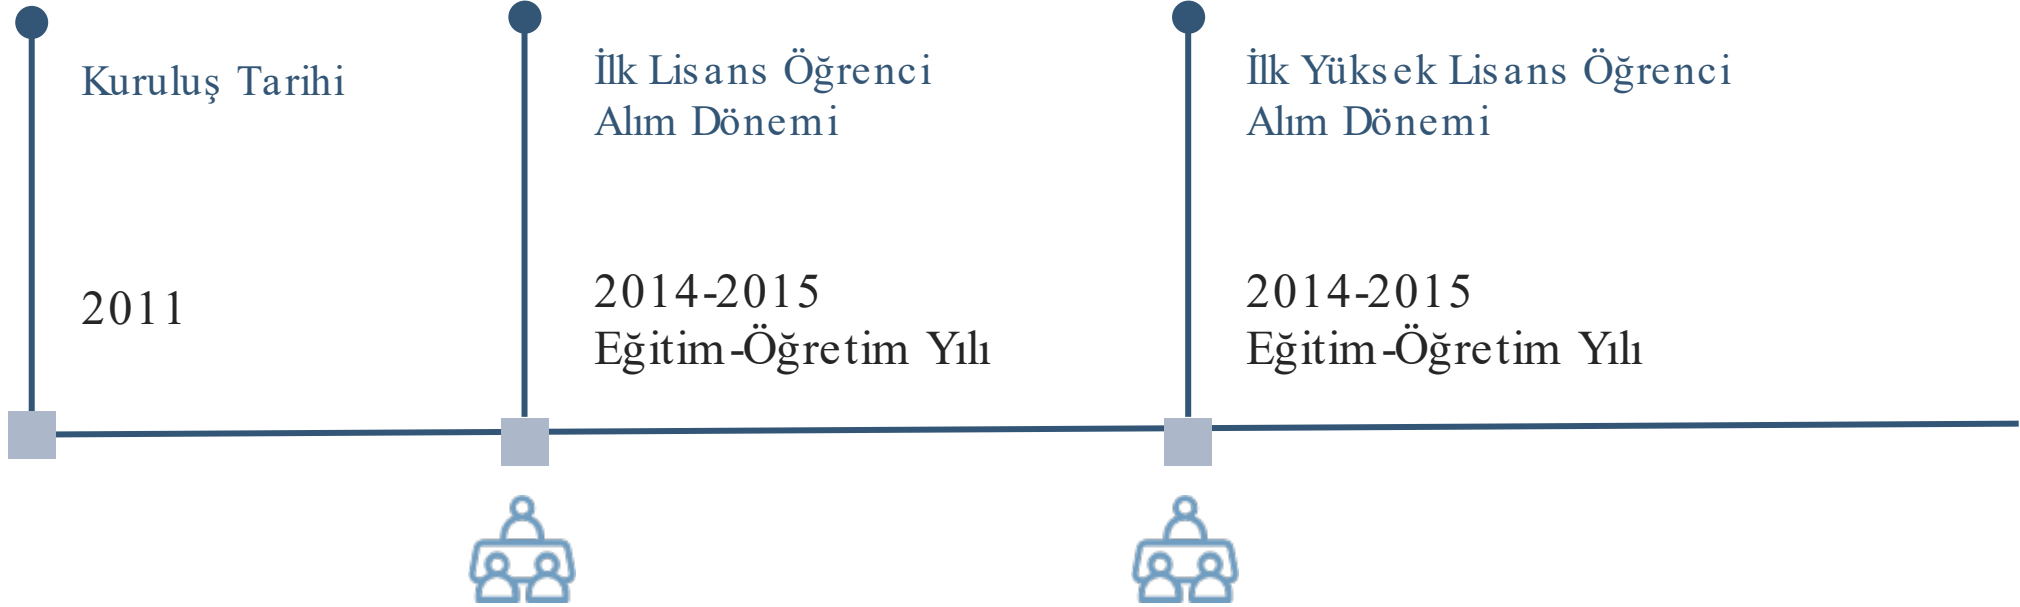 Kuruluş Tarihi
2011
İlk Lisans Öğrenci
Alım Dönemi
2014-2015
Eğitim-Öğretim Yılı
İlk Yüksek Lisans Öğrenci
Alım Dönemi
2014-2015
Eğitim-Öğretim Yılı